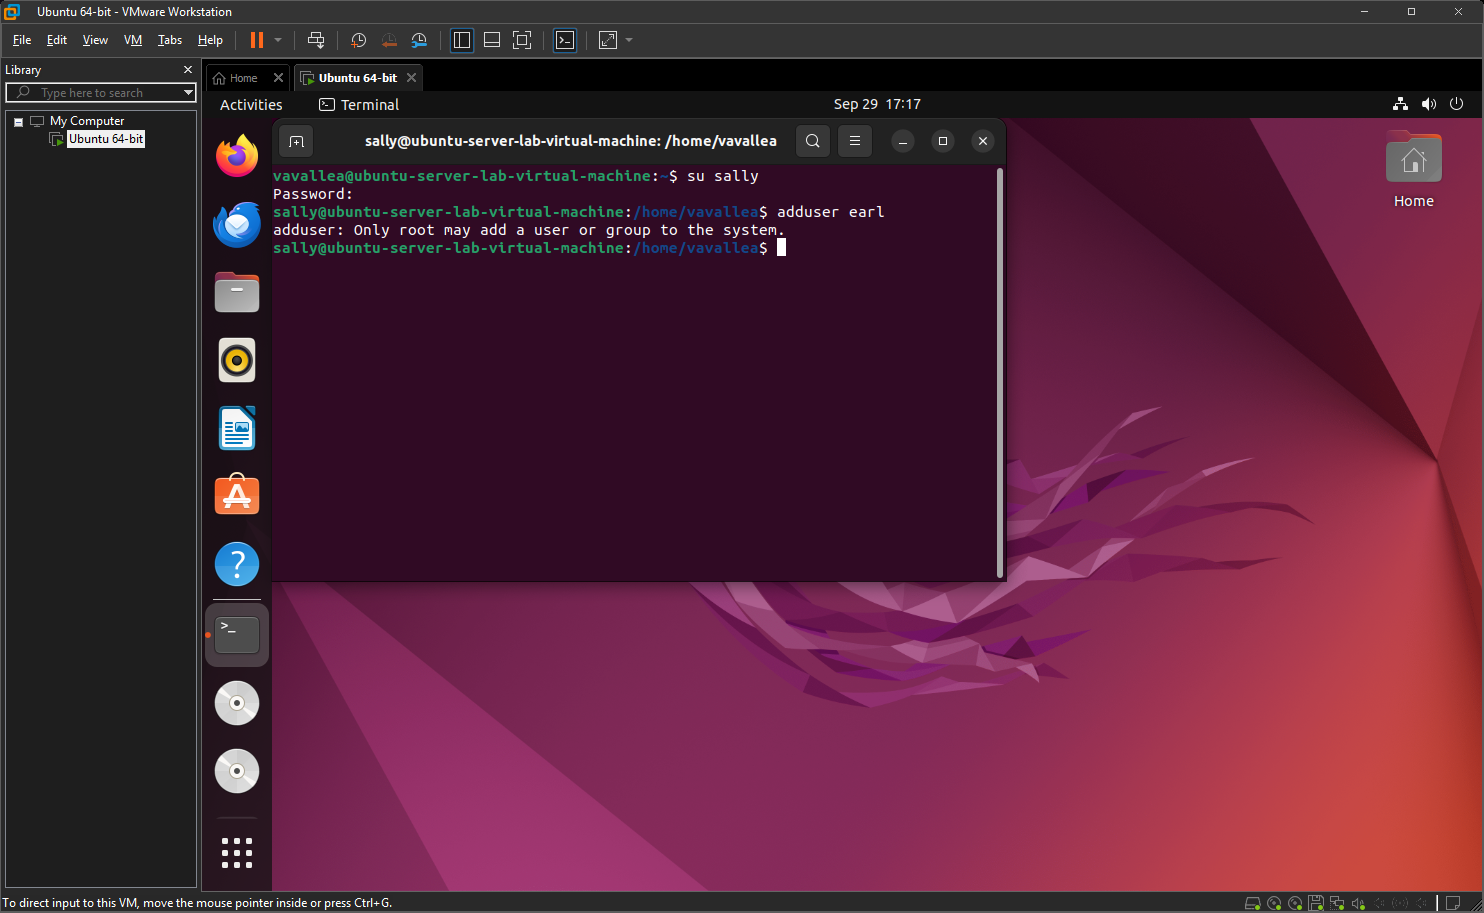 Ubuntu 64-bit - VMware Workstation
File Edit View VM Tabs Help
Library
Type here to search
My Computer
Ubuntu 64-bit
Home
Ubuntu 64-bit
Activities
Terminal
Sep 29 17:17
sally@ubuntu-server-lab-virtual-machine: /home/vavallea
vavallea@ubuntu-server-lab-virtual-machine:~$ su sally
Password:
sally@ubuntu-server-lab-virtual-machine:/home/vavallea$ adduser earl
adduser: Only root may add a user or group to the system.
sally@ubuntu-server-lab-virtual-machine:/home/vavallea$
Home
To direct input to this VM, move the mouse pointer inside or press Ctrl+G.